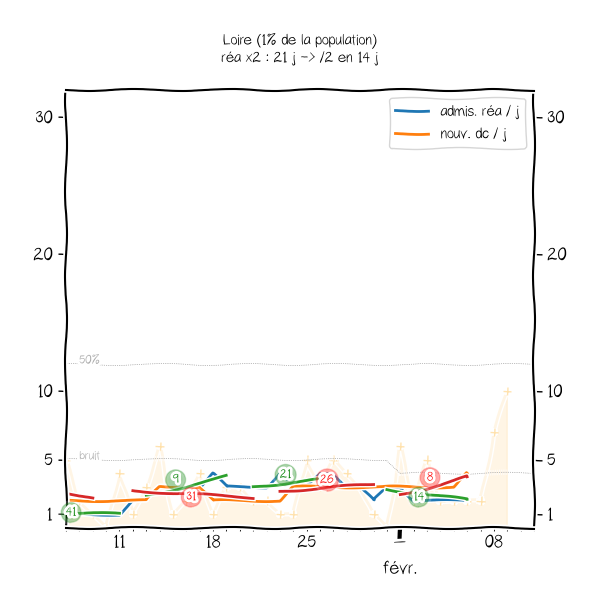 Loire (1% de la population)
réa x2 : 21 j -> /2 en 14 j
admis. réa / j
nouv. dc / j
30 30
20 20
50%
10 10
bruit
5 5
9 21 26 8
31 14
41
1 1
11 18 25 1 08
févr.